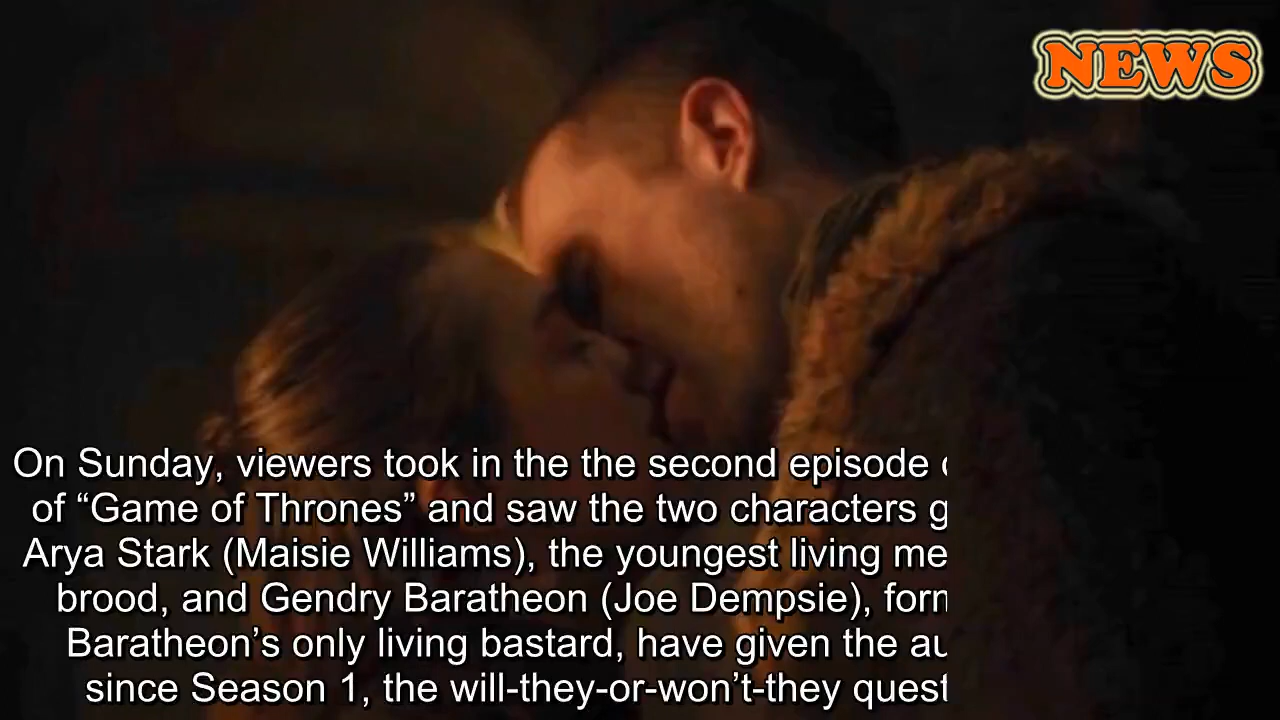 NEWS
On Sunday, viewers took in the the second episode
of “Game of Thrones” and saw the two characters
Arya Stark (Maisie Williams), the youngest living
brood, and Gendry Baratheon (Joe Dempsie),
Baratheon’s only living bastard, have given the
since Season 1, the will-they-or-won’t-they